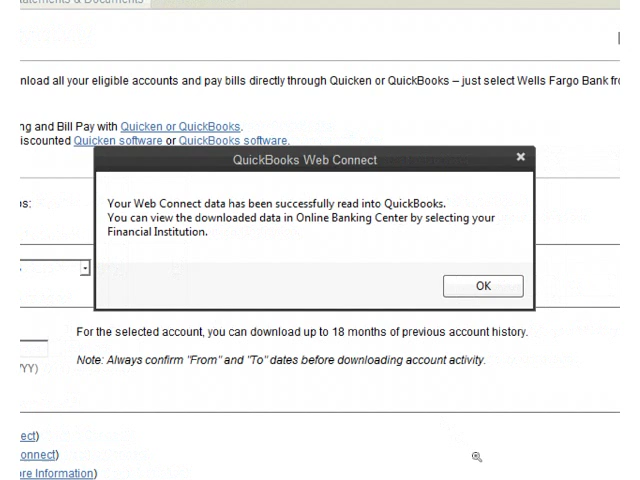 Statements & Documents
nload all your eligible accounts and pay bills directly through Quicken or QuickBooks – just select Wells Fargo Bank fro
ng and Bill Pay with Quicken or QuickBooks.
iscounted Quicken software or QuickBooks software.
QuickBooks Web Connect
Your Web Connect data has been successfully read into QuickBooks.
You can view the downloaded data in Online Banking Center by selecting your
Financial Institution.
s:
OK
For the selected account, you can download up to 18 months of previous account history.
YY)
Note: Always confirm "From" and "To" dates before downloading account activity.
ect)
onnect)
re Information)